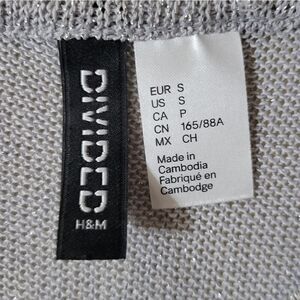 DIVIDED
H&M
EUR S
US S
CA P
CN 165/88A
MX CH
Made in
Cambodia
Fabriqué en
Cambodge